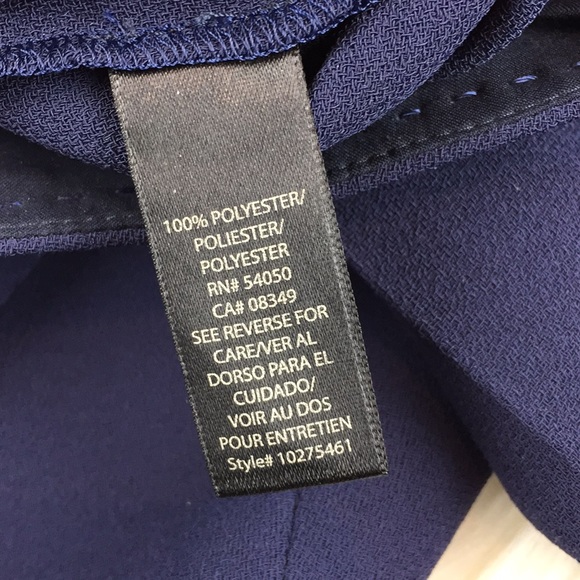 100% POLYESTER/
POLIESTER/
POLYESTER
RN# 54050
CA# 08349
SEE REVERSE FOR
CARE/VER AL
DORSO PARA EL
CUIDADO/
VOIR AU DOS
POUR ENTRETIEN
Style# 10275461